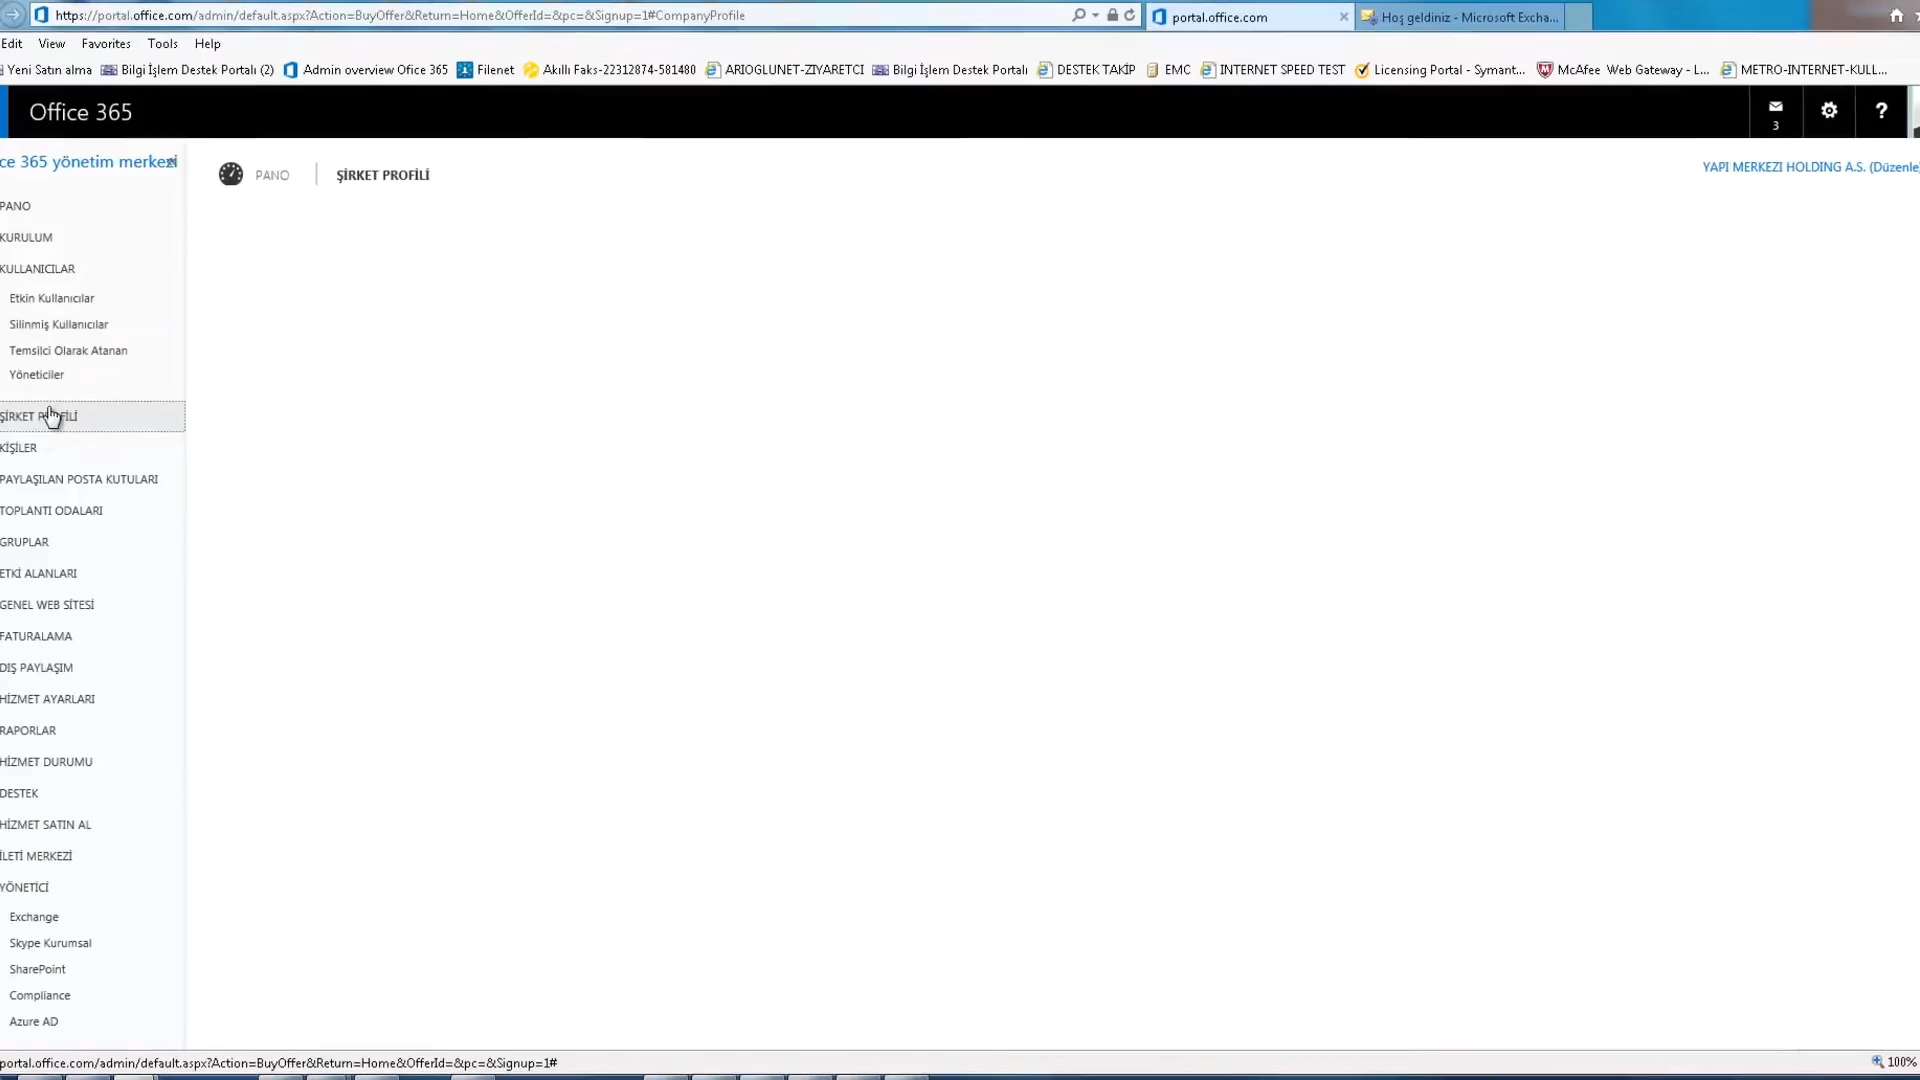 https://portal.office.com/admin/default.aspx?Action=BuyOffer&Return=Home&OfferId=&pc=&Signup=1#CompanyProfile
portal.office.com
Hoş geldiniz - Microsoft Excha...
Edit View Favorites Tools Help
Yeni Satın alma Bilgi İşlem Destek Portalı (2) Admin overview Ofice 365 Filenet Akıllı Faks-22312874-581480 ARIOGLUNET-ZIYARETCI Bilgi İşlem Destek Portalı DESTEK TAKİP EMC INTERNET SPEED TEST Licensing Portal - Symant... McAfee Web Gateway - L... METRO-INTERNET-KULL...
Office 365
3
?
ce 365 yönetim merkezi
PANO
ŞİRKET PROFİLİ
YAPI MERKEZI HOLDING A.S. (Düzenle)
PANO
KURULUM
KULLANICILAR
Etkin Kullanıcılar
Silinmiş Kullanıcılar
Temsilci Olarak Atanan
Yöneticiler
ŞİRKET PROFİLİ
KİŞİLER
PAYLAŞILAN POSTA KUTULARI
TOPLANTI ODALARI
GRUPLAR
ETKİ ALANLARI
GENEL WEB SİTESİ
FATURALAMA
DIŞ PAYLAŞIM
HİZMET AYARLARI
RAPORLAR
HİZMET DURUMU
DESTEK
HİZMET SATIN AL
İLETİ MERKEZİ
YÖNETİCİ
Exchange
Skype Kurumsal
SharePoint
Compliance
Azure AD
portal.office.com/admin/default.aspx?Action=BuyOffer&Return=Home&OfferId=&pc=&Signup=1#
100%